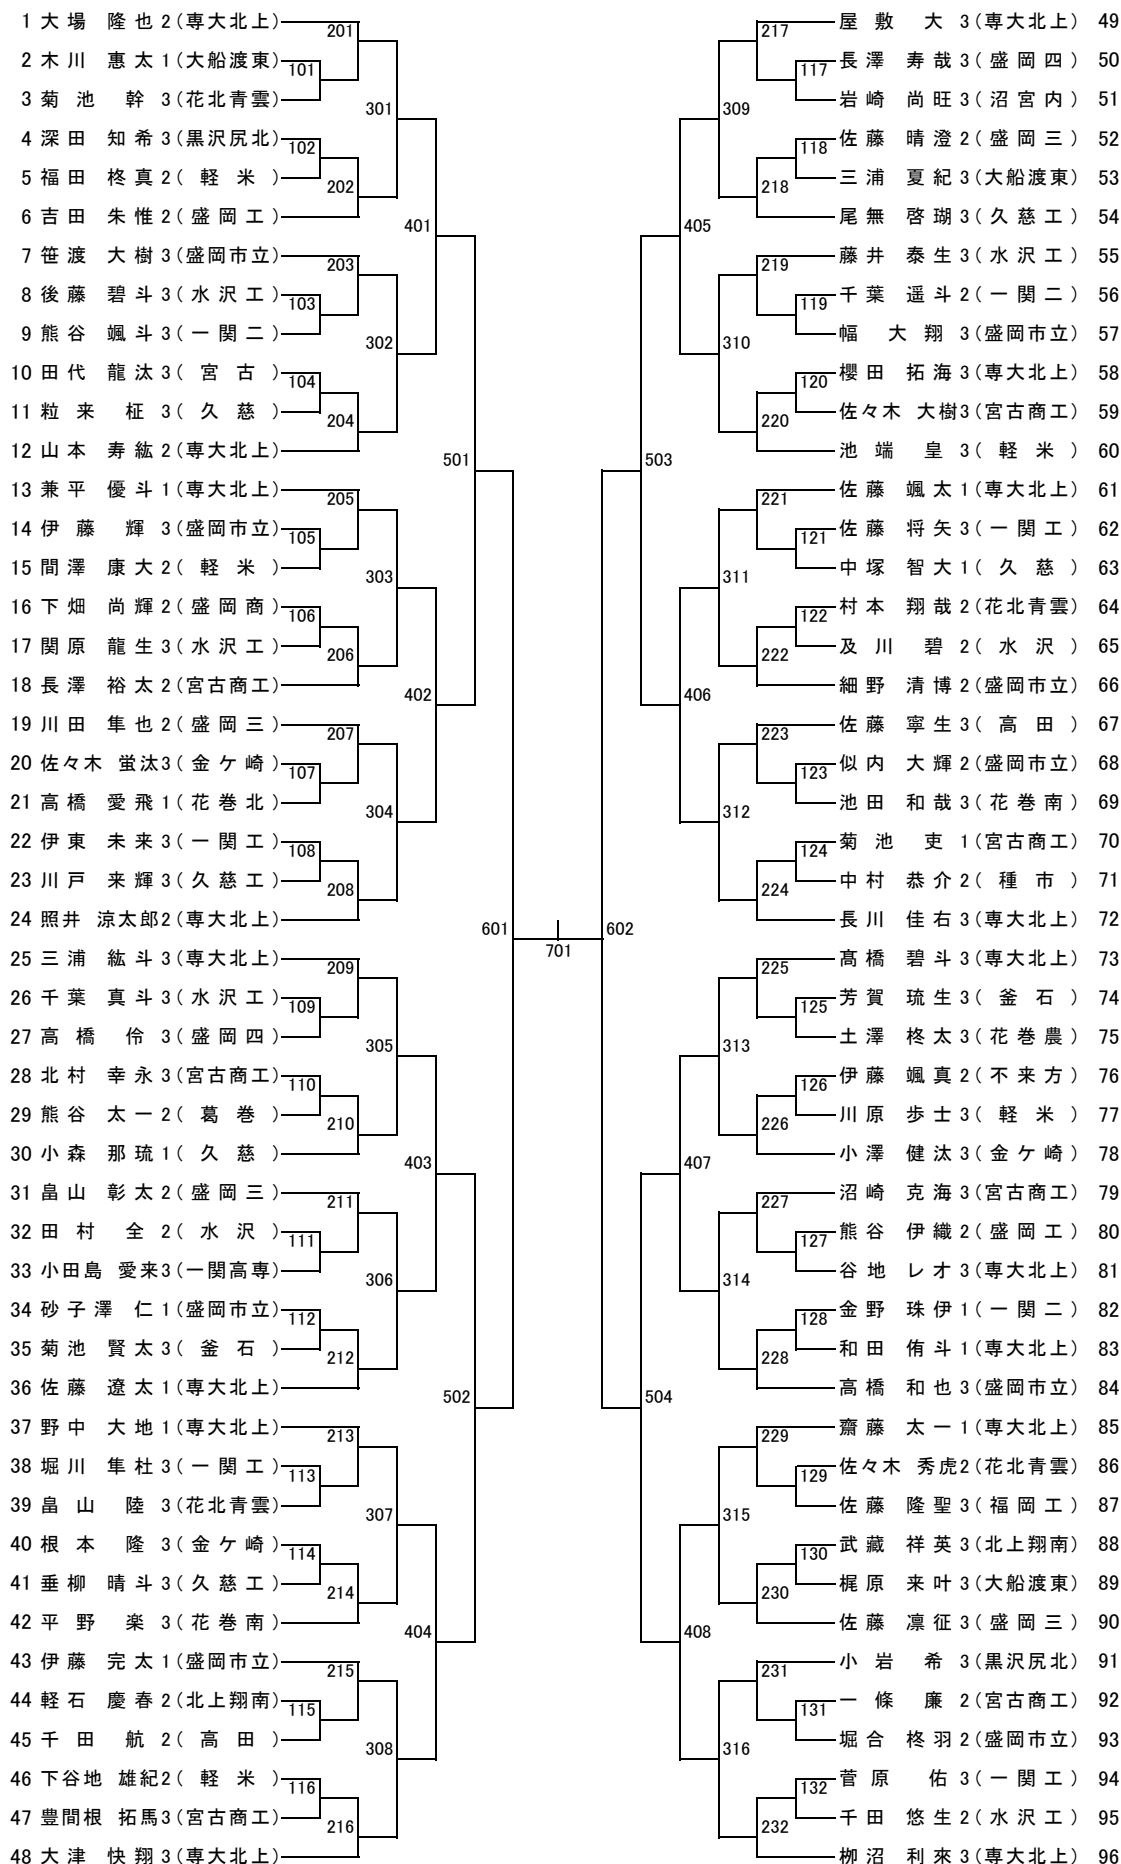 1 大場 隆也 2 (専大北上)
2 木川 惠太 1 (大船渡東)
3 菊池 幹 3 (花北青雲)
4 深田 知希 3 (黒沢尻北)
5 福田 柊真 2 (軽米)
6 吉田 朱惟 2 (盛岡工)
7 笹渡 大樹 3 (盛岡市立)
8 後藤 碧斗 3 (水沢工)
9 熊谷 颯斗 3 (一関二)
10 田代 龍汰 3 (宮古)
11 粒来 柾 3 (久慈)
12 山本 寿紘 2 (専大北上)
13 兼平 優斗 1 (専大北上)
14 伊藤 輝 3 (盛岡市立)
15 間澤 康大 2 (軽米)
16 下畑 尚輝 2 (盛岡商)
17 関原 龍生 3 (水沢工)
18 長澤 裕太 2 (宮古商工)
19 川田 隼也 2 (盛岡三)
20 佐々木 蛍汰 3 (金ケ崎)
21 高橋 愛飛 1 (花巻北)
22 伊東 未来 3 (一関工)
23 川戸 来輝 3 (久慈工)
24 照井 涼太郎 2 (専大北上)
25 三浦 紘斗 3 (専大北上)
26 千葉 真斗 3 (水沢工)
27 高橋 伶 3 (盛岡四)
28 北村 幸永 3 (宮古商工)
29 熊谷 太一 2 (葛巻)
30 小森 那琉 1 (久慈)
31 畠山 彰太 2 (盛岡三)
32 田村 全 2 (水沢)
33 小田島 愛来 3 (一関高専)
34 砂子澤 仁 1 (盛岡市立)
35 菊池 賢太 3 (釜石)
36 佐藤 遼太 1 (専大北上)
37 野中 大地 1 (専大北上)
38 堀川 隼杜 3 (一関工)
39 畠山 陸 3 (花北青雲)
40 根本 隆 3 (金ケ崎)
41 垂柳 晴斗 3 (久慈工)
42 平野 楽 3 (花巻南)
43 伊藤 完太 1 (盛岡市立)
44 軽石 慶春 2 (北上翔南)
45 千田 航 2 (高田)
46 下谷地 雄紀 2 (軽米)
47 豊間根 拓馬 3 (宮古商工)
48 大津 快翔 3 (専大北上)
101
102
103
104
105
106
107
108
109
110
111
112
113
114
115
116
201
202
203
204
205
206
207
208
209
210
211
212
213
214
215
216
301
302
303
304
305
306
307
308
401
402
403
404
501
502
601
701
602
503
504
405
406
407
408
309
310
311
312
313
314
315
316
217
218
219
220
221
222
223
224
225
226
227
228
229
230
231
232
117
118
119
120
121
122
123
124
125
126
127
128
129
130
131
132
屋敷 大 3 (専大北上) 49
長澤 寿哉 3 (盛岡四) 50
岩崎 尚旺 3 (沼宮内) 51
佐藤 晴澄 2 (盛岡三) 52
三浦 夏紀 3 (大船渡東) 53
尾無 啓瑚 3 (久慈工) 54
藤井 泰生 3 (水沢工) 55
千葉 遥斗 2 (一関二) 56
幅 大翔 3 (盛岡市立) 57
櫻田 拓海 3 (専大北上) 58
佐々木 大樹 3 (宮古商工) 59
池端 皇 3 (軽米) 60
佐藤 颯太 1 (専大北上) 61
佐藤 将矢 3 (一関工) 62
中塚 智大 1 (久慈) 63
村本 翔哉 2 (花北青雲) 64
及川 碧 2 (水沢) 65
細野 清博 2 (盛岡市立) 66
佐藤 寧生 3 (高田) 67
似内 大輝 2 (盛岡市立) 68
池田 和哉 3 (花巻南) 69
菊池 吏 1 (宮古商工) 70
中村 恭介 2 (種市) 71
長川 佳右 3 (専大北上) 72
髙橋 碧斗 3 (専大北上) 73
芳賀 琉生 3 (釜石) 74
土澤 柊太 3 (花巻農) 75
伊藤 颯真 2 (不来方) 76
川原 歩士 3 (軽米) 77
小澤 健汰 3 (金ケ崎) 78
沼崎 克海 3 (宮古商工) 79
熊谷 伊織 2 (盛岡工) 80
谷地 レオ 3 (専大北上) 81
金野 珠伊 1 (一関二) 82
和田 侑斗 1 (専大北上) 83
高橋 和也 3 (盛岡市立) 84
齋藤 太一 1 (専大北上) 85
佐々木 秀虎 2 (花北青雲) 86
佐藤 隆聖 3 (福岡工) 87
武藏 祥英 3 (北上翔南) 88
梶原 来叶 3 (大船渡東) 89
佐藤 凛征 3 (盛岡三) 90
小岩 希 3 (黒沢尻北) 91
一條 廉 2 (宮古商工) 92
堀合 柊羽 2 (盛岡市立) 93
菅原 佑 3 (一関工) 94
千田 悠生 2 (水沢工) 95
柳沼 利來 3 (専大北上) 96